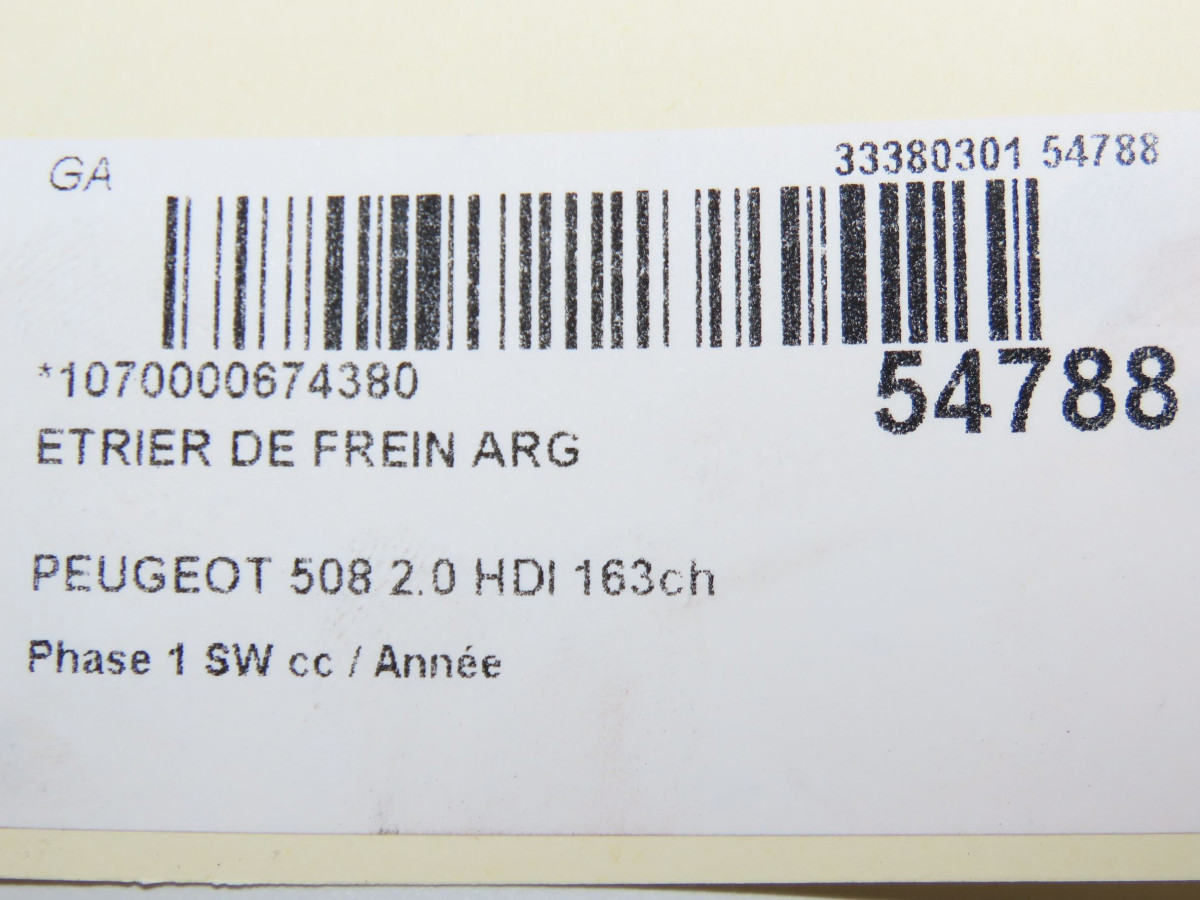 GA
33380301 54788
*1070000674380
54788
ETRIER DE FREIN ARG
PEUGEOT 508 2.0 HDI 163ch
Phase 1 SW cc / Année